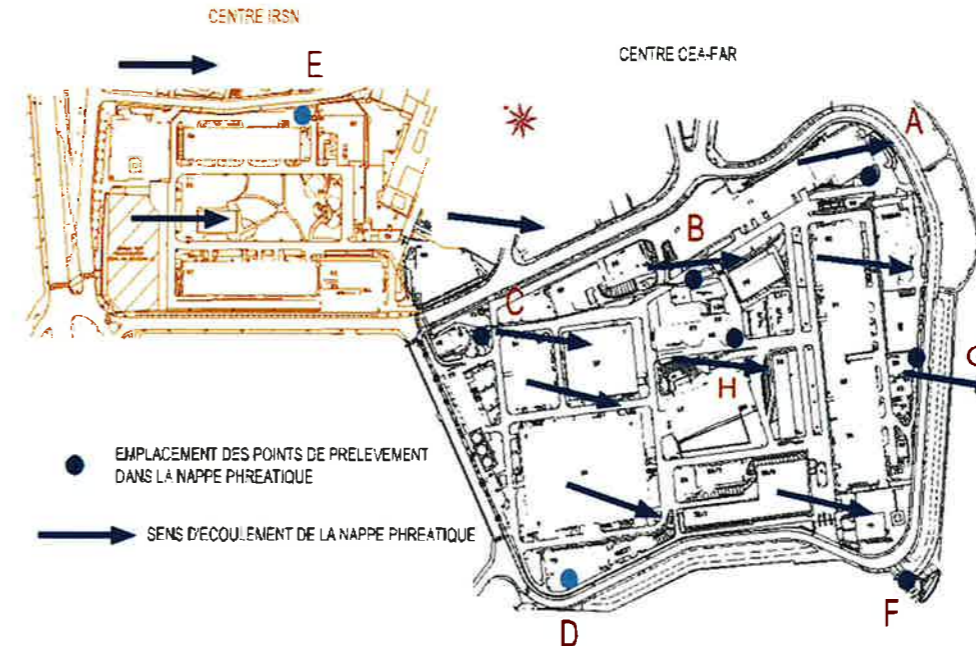 CENTRE IRSN
E
CENTRE CEA-FAR
A
B
C
G
H
EMPLACEMENT DES POINTS DE PRELEVEMENT
DANS LA NAPPE PHREATIQUE
SENS D'ECOULEMENT DE LA NAPPE PHREATIQUE
D
F